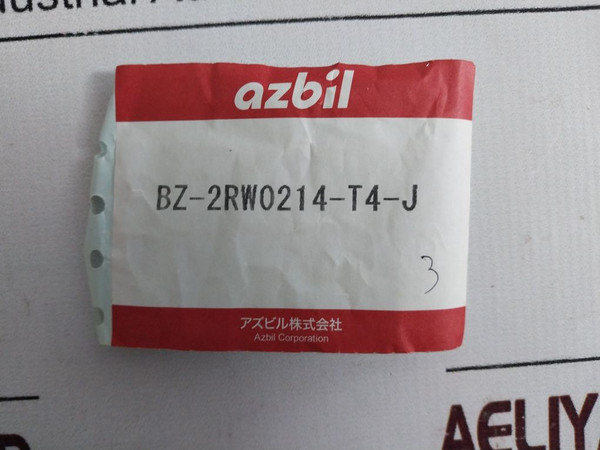 azbil
BZ-2RW0214-T4-J
3
アズビル株式会社
Azbil Corporation
AELIYA